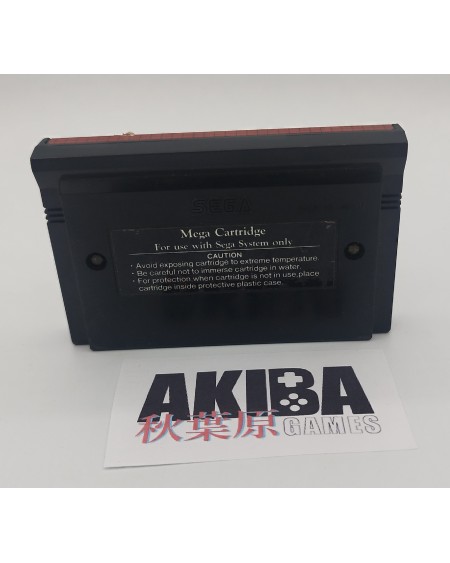 SEGA
Mega Cartridge
For use with Sega System only.
CAUTION
• Avoid exposing cartridge to extreme temperature.
• Be careful not to immerse cartridge in water.
• For protection, when cartridge is not in use, place
cartridge inside protective plastic case.
AKIBA
秋葉原 GAMES